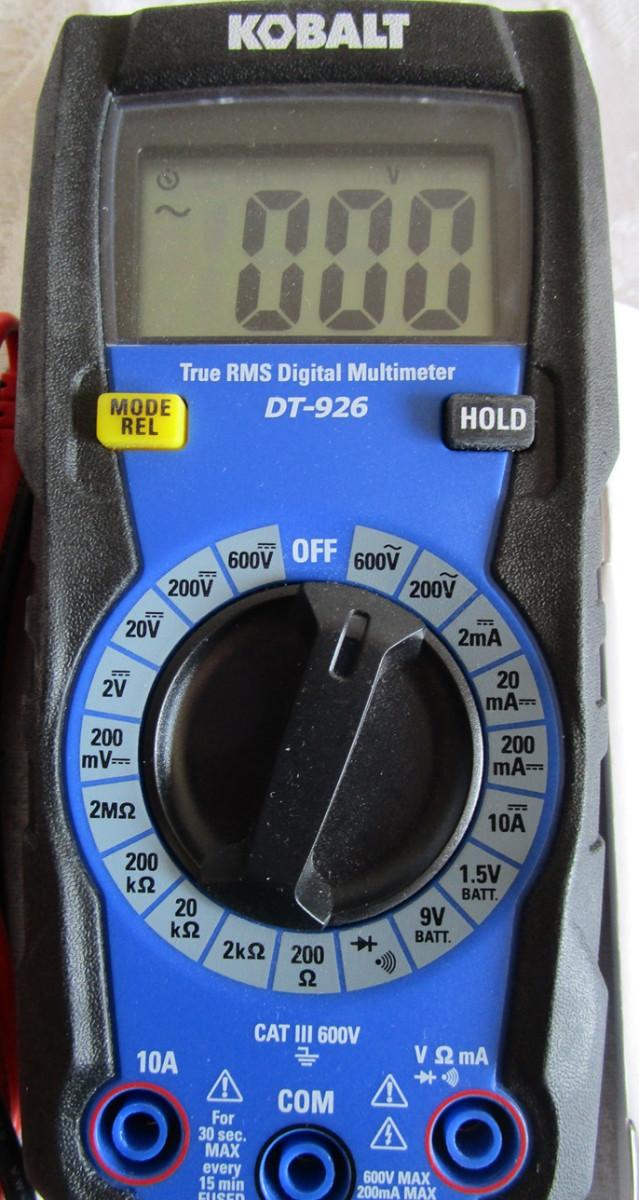 KOBALT
V
000
True RMS Digital Multimeter
MODE
REL
DT-926
HOLD
OFF
600V
200V
2mA
20
mA
200
mA
10A
1.5V
BATT.
9V
BATT.
200
Ω
2kΩ
20
kΩ
200
kΩ
2MΩ
200
mV
2V
20V
200V
600V
CAT III 600V
10A
COM
V Ω mA
For
30 sec.
MAX
every
15 min
FUSED
600V MAX
200mA MAX